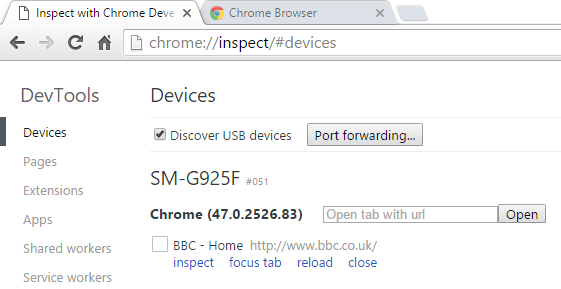 Inspect with Chrome Deve
Chrome Browser
chrome://inspect/#devices
DevTools
Devices
Pages
Extensions
Apps
Shared workers
Service workers
Devices
Discover USB devices
Port forwarding...
SM-G925F #051
Chrome (47.0.2526.83)
Open tab with url
Open
BBC - Home http://www.bbc.co.uk/
inspect focus tab reload close